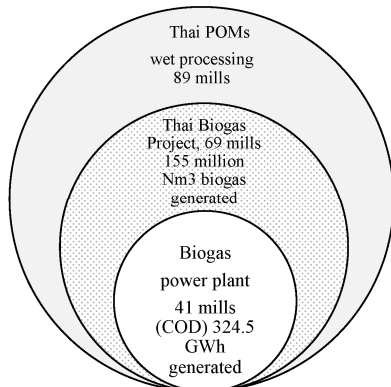 Thai POMs
wet processing
89 mills
Thai Biogas
Project, 69 mills
155 million
Nm3 biogas
generated
Biogas
power plant
41 mills
(COD) 324.5
GWh
generated